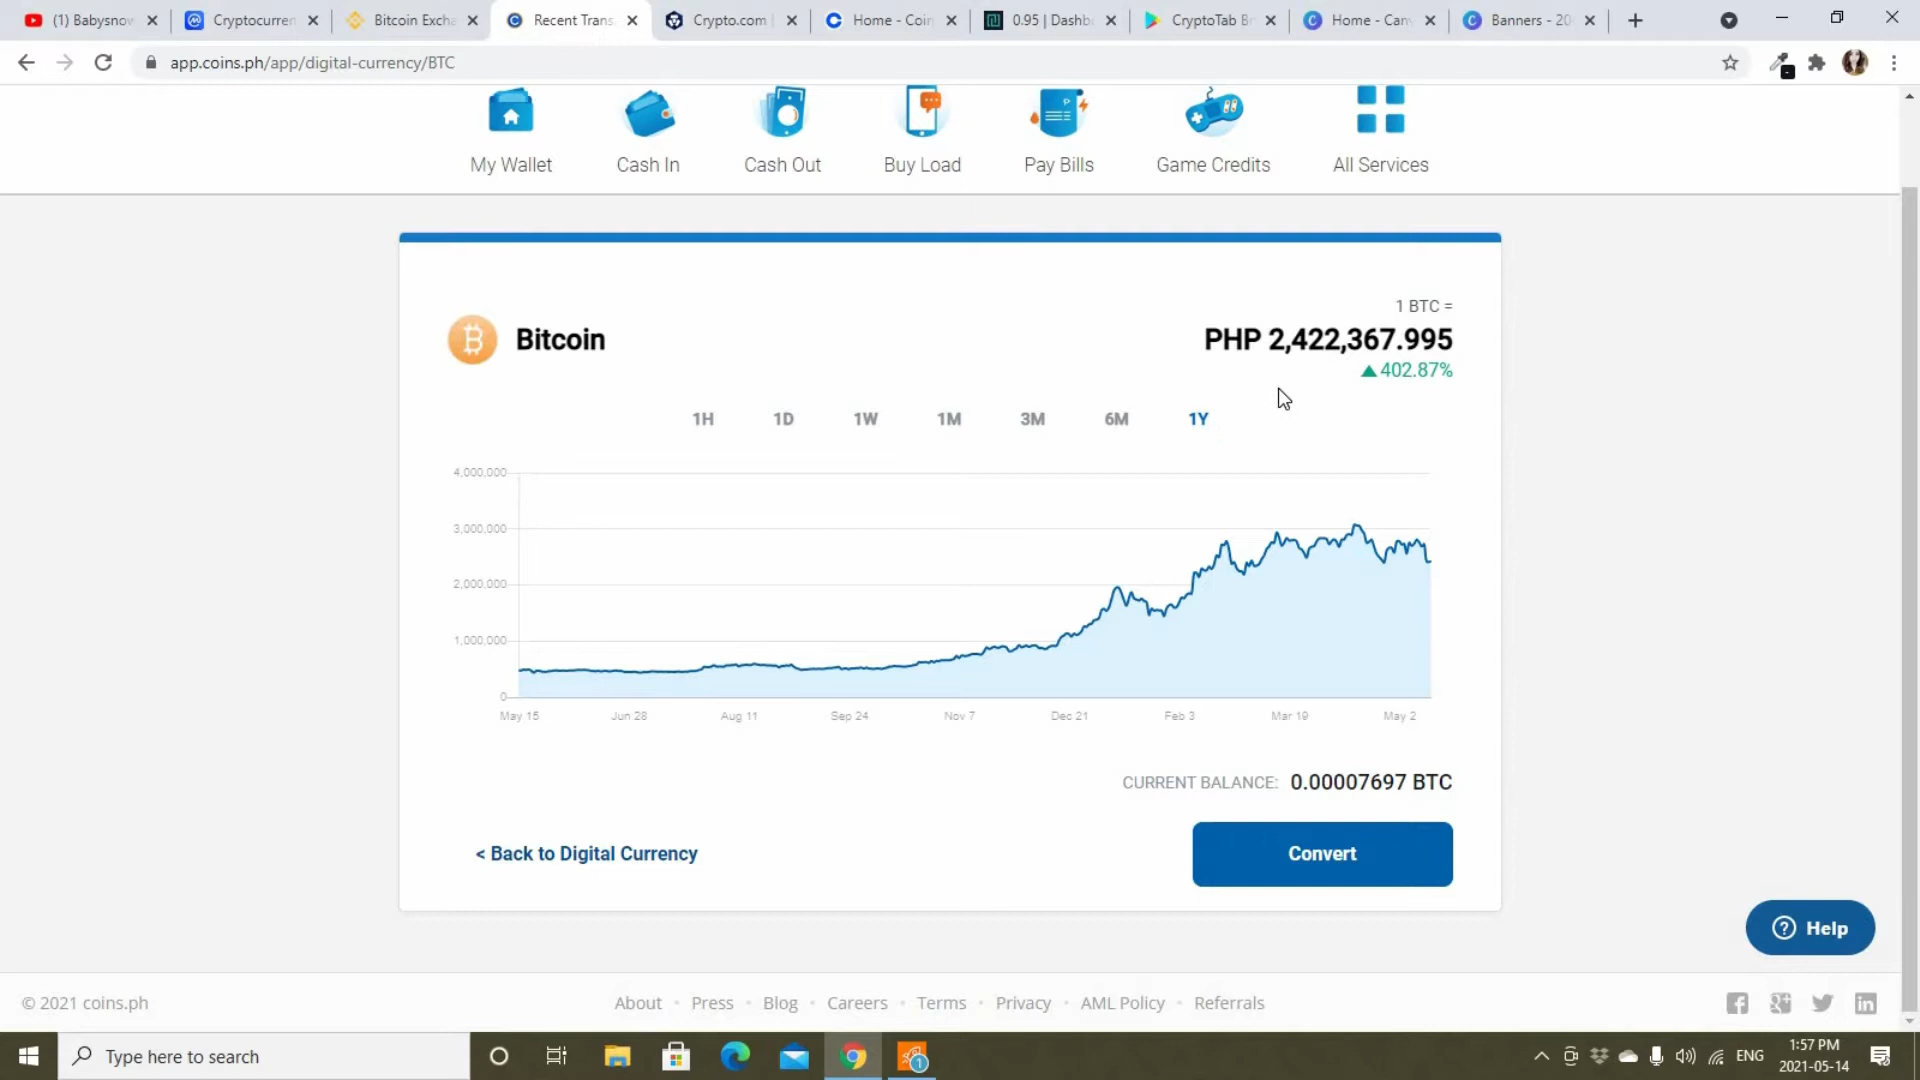 (1) Babysnow
Cryptocurren
Bitcoin Excha
Recent Trans
Crypto.com |
Home - Coin
0.95 | Dashb
CryptoTab Br
Home - Can
Banners - 20
app.coins.ph/app/digital-currency/BTC
My Wallet
Cash In
Cash Out
Buy Load
Pay Bills
Game Credits
All Services
1 BTC =
Bitcoin
PHP 2,422,367.995
▲402.87%
1H 1D 1W 1M 3M 6M 1Y
4,000,000
3,000,000
2,000,000
1,000,000
0
May 15 Jun 28 Aug 11 Sep 24 Nov 7 Dec 21 Feb 3 Mar 19 May 2
CURRENT BALANCE: 0.00007697 BTC
< Back to Digital Currency
Convert
Help
© 2021 coins.ph
About • Press • Blog • Careers • Terms • Privacy • AML Policy • Referrals
Type here to search
1
ENG
1:57 PM
2021-05-14